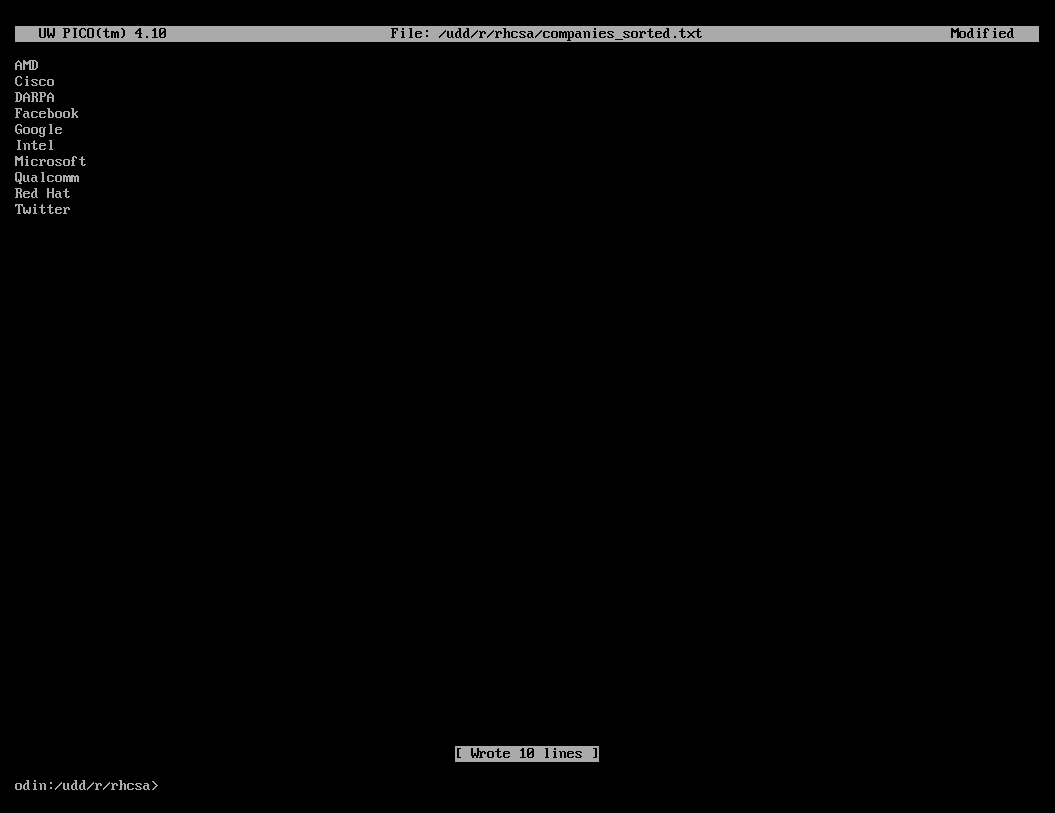 UW PICO(tm) 4.10 File: /udd/r/rhcsa/companies_sorted.txt Modified
AMD
Cisco
DARPA
Facebook
Google
Intel
Microsoft
Qualcomm
Red Hat
Twitter
[ Wrote 10 lines ]
odin:/udd/r/rhcsa>